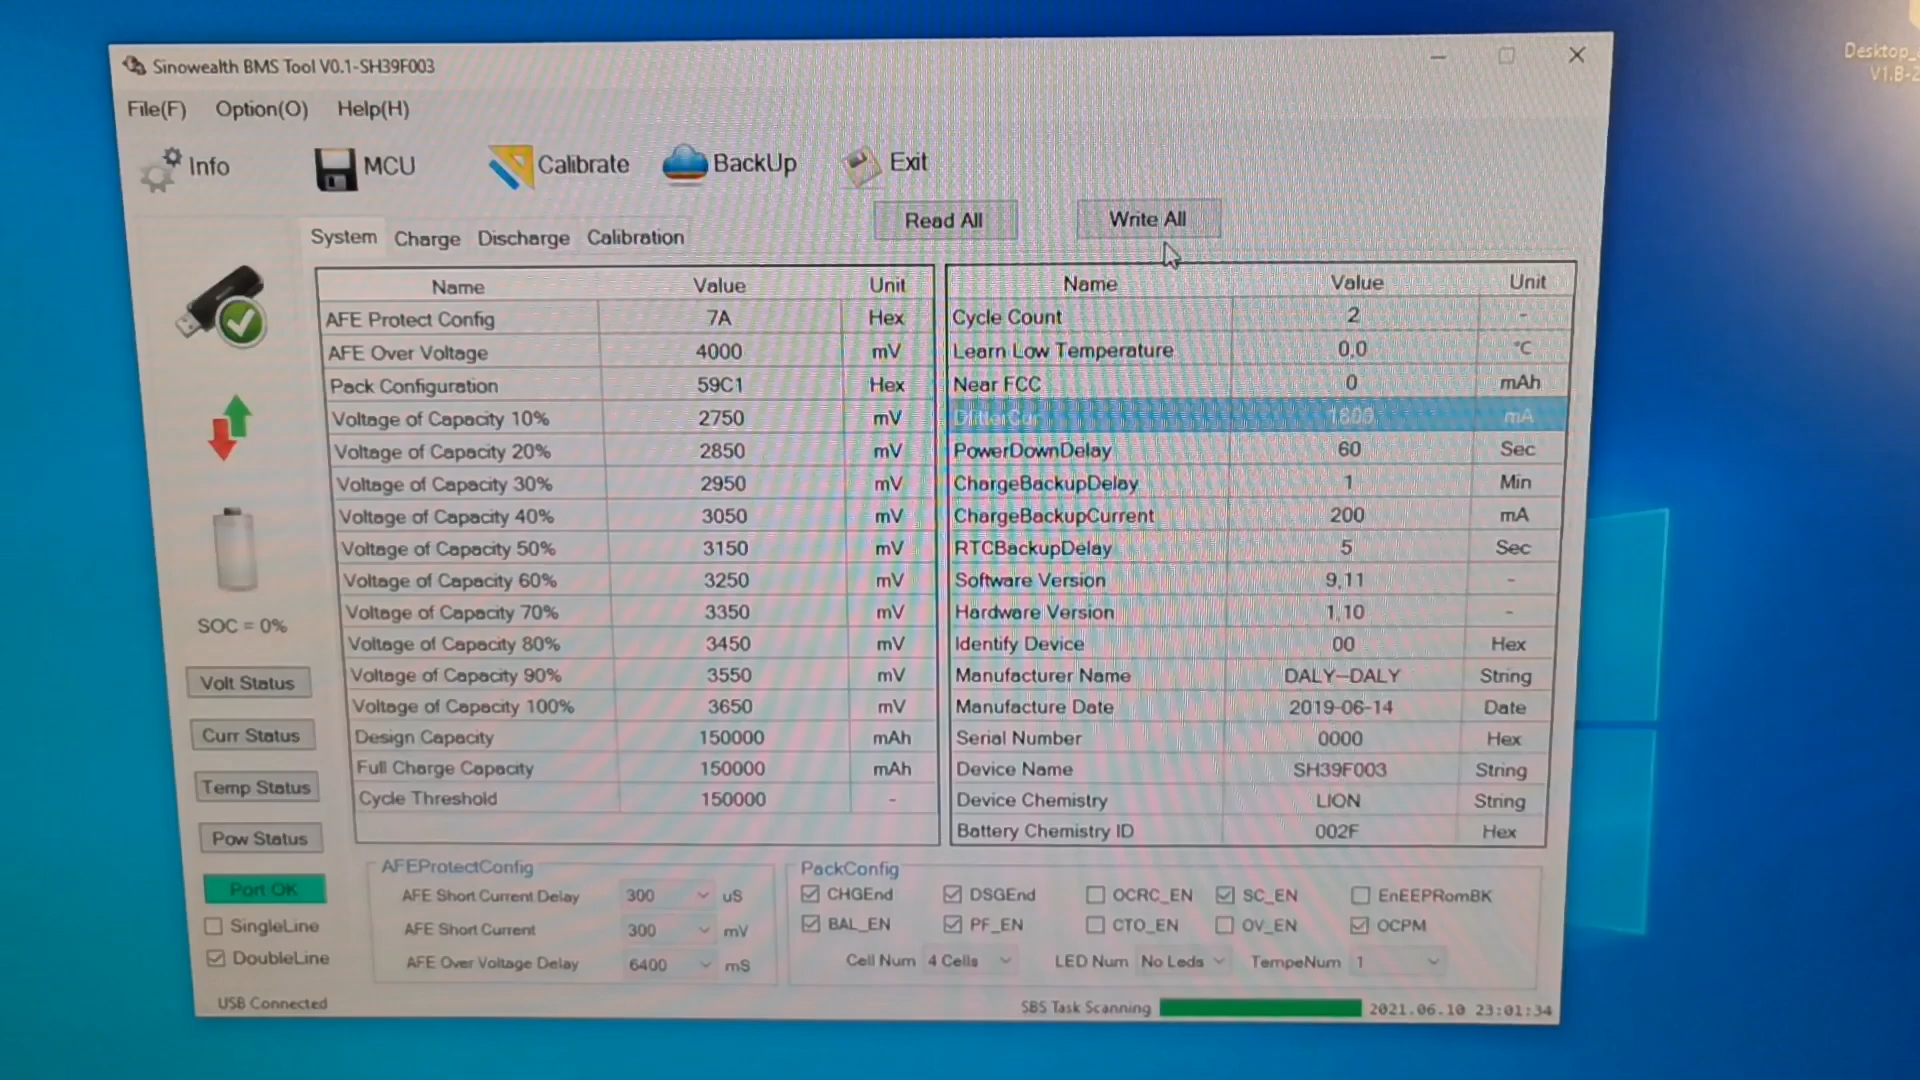 Sinowealth BMS Tool V0.1-SH39F003
File(F) Option(O) Help(H)
Info MCU Calibrate BackUp Exit
Read All Write All
System Charge Discharge Calibration
Name Value Unit
AFE Protect Config 7A Hex
AFE Over Voltage 4000 mV
Pack Configuration 59C1 Hex
Voltage of Capacity 10% 2750 mV
Voltage of Capacity 20% 2850 mV
Voltage of Capacity 30% 2950 mV
Voltage of Capacity 40% 3050 mV
Voltage of Capacity 50% 3150 mV
Voltage of Capacity 60% 3250 mV
Voltage of Capacity 70% 3350 mV
Voltage of Capacity 80% 3450 mV
Voltage of Capacity 90% 3550 mV
Voltage of Capacity 100% 3650 mV
Design Capacity 150000 mAh
Full Charge Capacity 150000 mAh
Cycle Threshold 150000 -
Name Value Unit
Cycle Count 2 -
Learn Low Temperature 0,0 °C
Near FCC 0 mAh
DfilterCur 1800 mA
PowerDownDelay 60 Sec
ChargeBackupDelay 1 Min
ChargeBackupCurrent 200 mA
RTCBackupDelay 5 Sec
Software Version 9,11 -
Hardware Version 1,10 -
Identify Device 00 Hex
Manufacturer Name DALY--DALY String
Manufacture Date 2019-06-14 Date
Serial Number 0000 Hex
Device Name SH39F003 String
Device Chemistry LION String
Battery Chemistry ID 002F Hex
SOC = 0%
Volt Status
Curr Status
Temp Status
Pow Status
Port OK
SingleLine
DoubleLine
AFEProtectConfig
AFE Short Current Delay 300 uS
AFE Short Current 300 mV
AFE Over Voltage Delay 6400 mS
PackConfig
CHGEnd DSGEnd OCRC_EN SC_EN EnEEPRomBK
BAL_EN PF_EN CTO_EN OV_EN OCPM
Cell Num 4 Cells LED Num No Leds TempeNum 1
USB Connected
SBS Task Scanning 2021.06.10 23:01:34